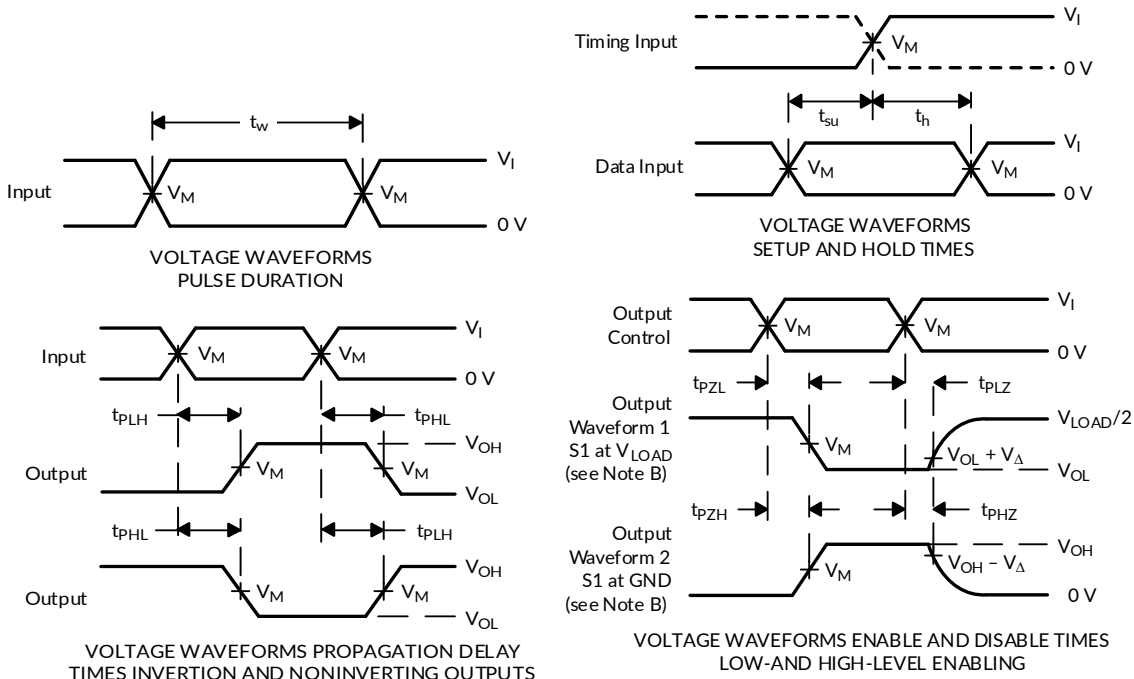 t_w
V_I
Input
V_M
V_M
0 V
VOLTAGE WAVEFORMS
PULSE DURATION
V_I
Timing Input
V_M
0 V
t_su
t_h
V_I
Data Input
V_M
V_M
0 V
VOLTAGE WAVEFORMS
SETUP AND HOLD TIMES
V_I
Input
V_M
V_M
0 V
t_PLH
t_PHL
V_OH
Output
V_M
V_M
V_OL
t_PHL
t_PLH
V_OH
Output
V_M
V_M
V_OL
VOLTAGE WAVEFORMS PROPAGATION DELAY
TIMES INVERTION AND NONINVERTING OUTPUTS
V_I
Output
Control
V_M
V_M
0 V
t_PZL
t_PLZ
Output
Waveform 1
S1 at V_LOAD
(see Note B)
V_LOAD/2
V_M
V_OL + V_Δ
V_OL
t_PZH
t_PHZ
Output
Waveform 2
S1 at GND
(see Note B)
V_OH
V_M
V_OH − V_Δ
0 V
VOLTAGE WAVEFORMS ENABLE AND DISABLE TIMES
LOW-AND HIGH-LEVEL ENABLING